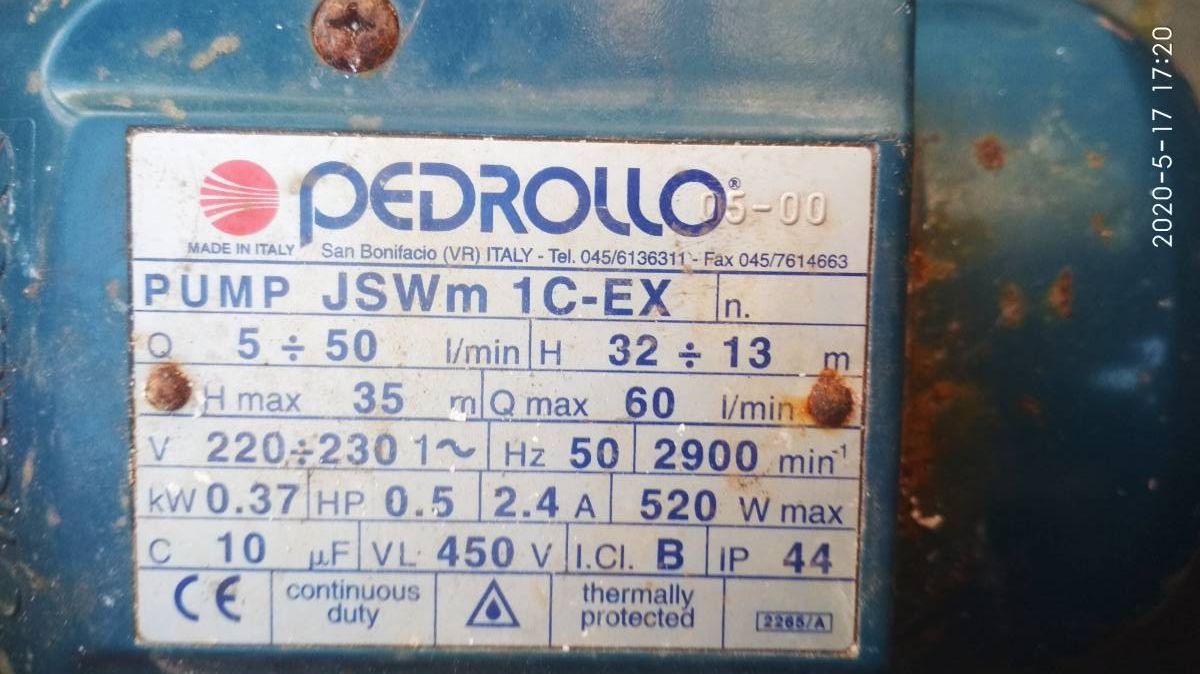 PEDROLLO® 05-00
MADE IN ITALY San Bonifacio (VR) ITALY - Tel. 045/6136311 - Fax 045/7614663
PUMP JSWm 1C-EX n.
Q 5 ÷ 50 l/min H 32 ÷ 13 m
H max 35 m Q max 60 l/min
V 220÷230 1~ Hz 50 2900 min⁻¹
kW 0.37 HP 0.5 2.4 A 520 W max
C 10 µF VL 450 V I.Cl. B IP 44
CE continuous duty thermally protected 2265/A
2020-5-17 17:20